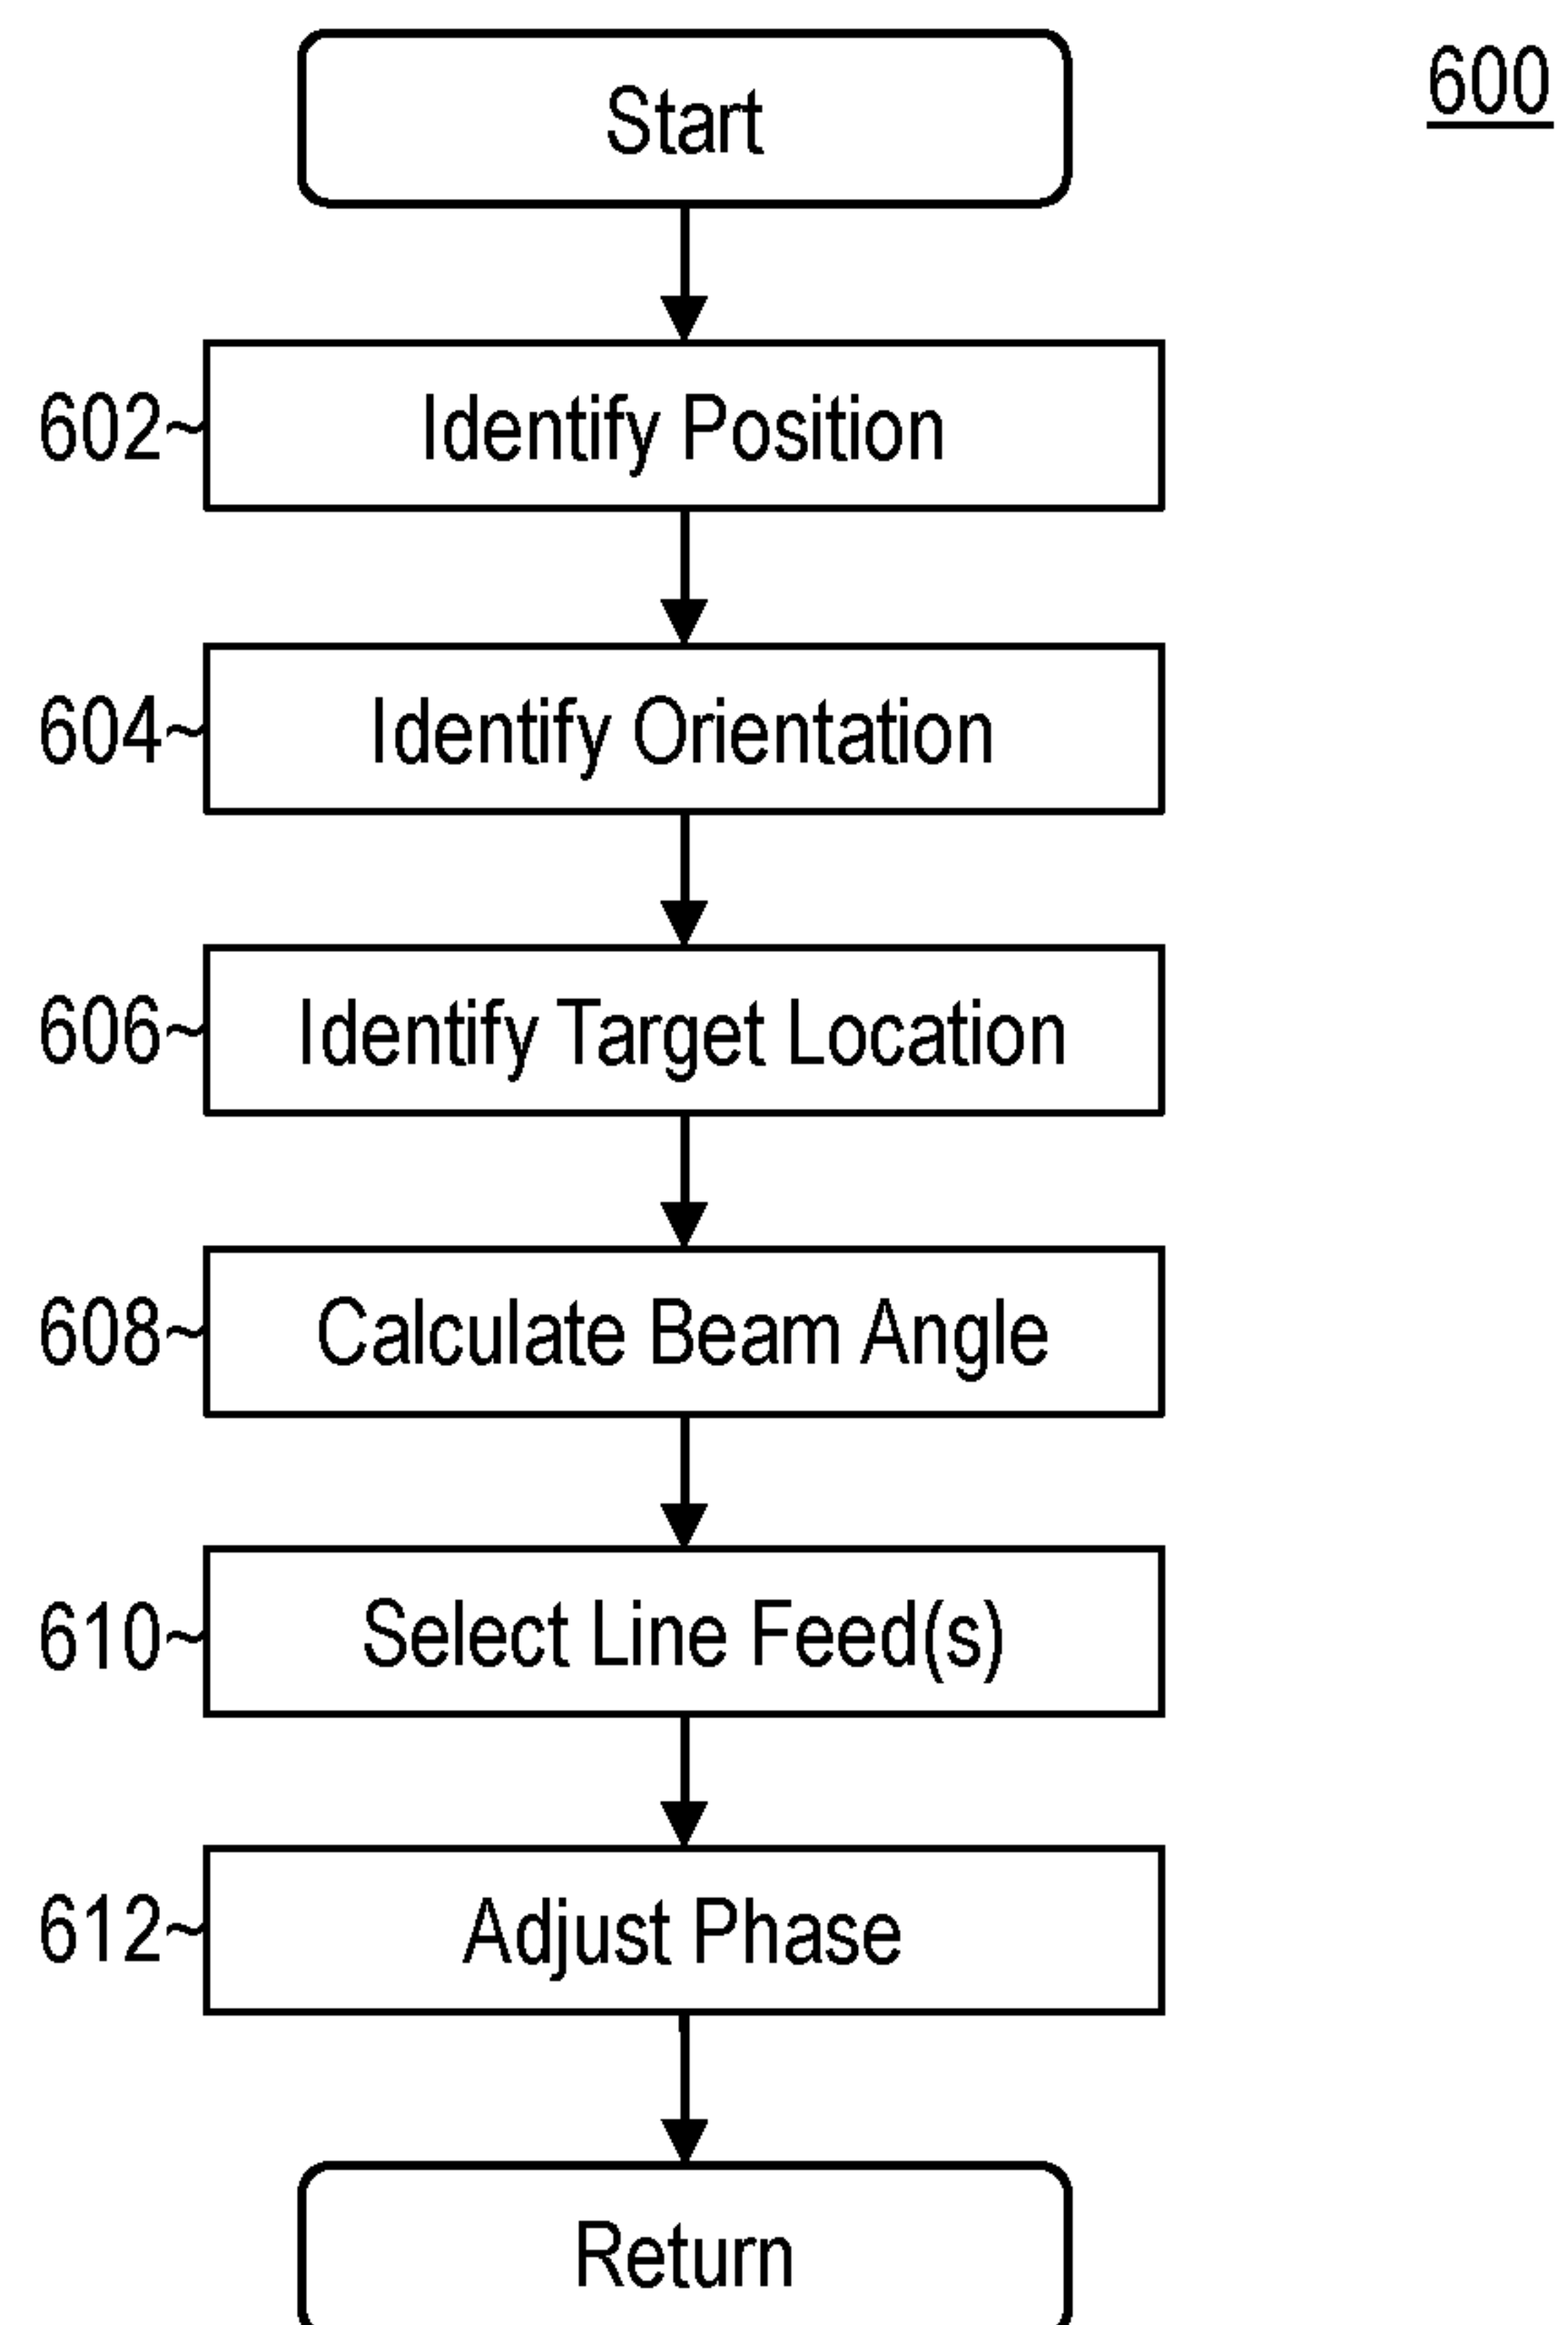 Start
600
602
Identify Position
604
Identify Orientation
606
Identify Target Location
608
Calculate Beam Angle
610
Select Line Feed(s)
612
Adjust Phase
Return